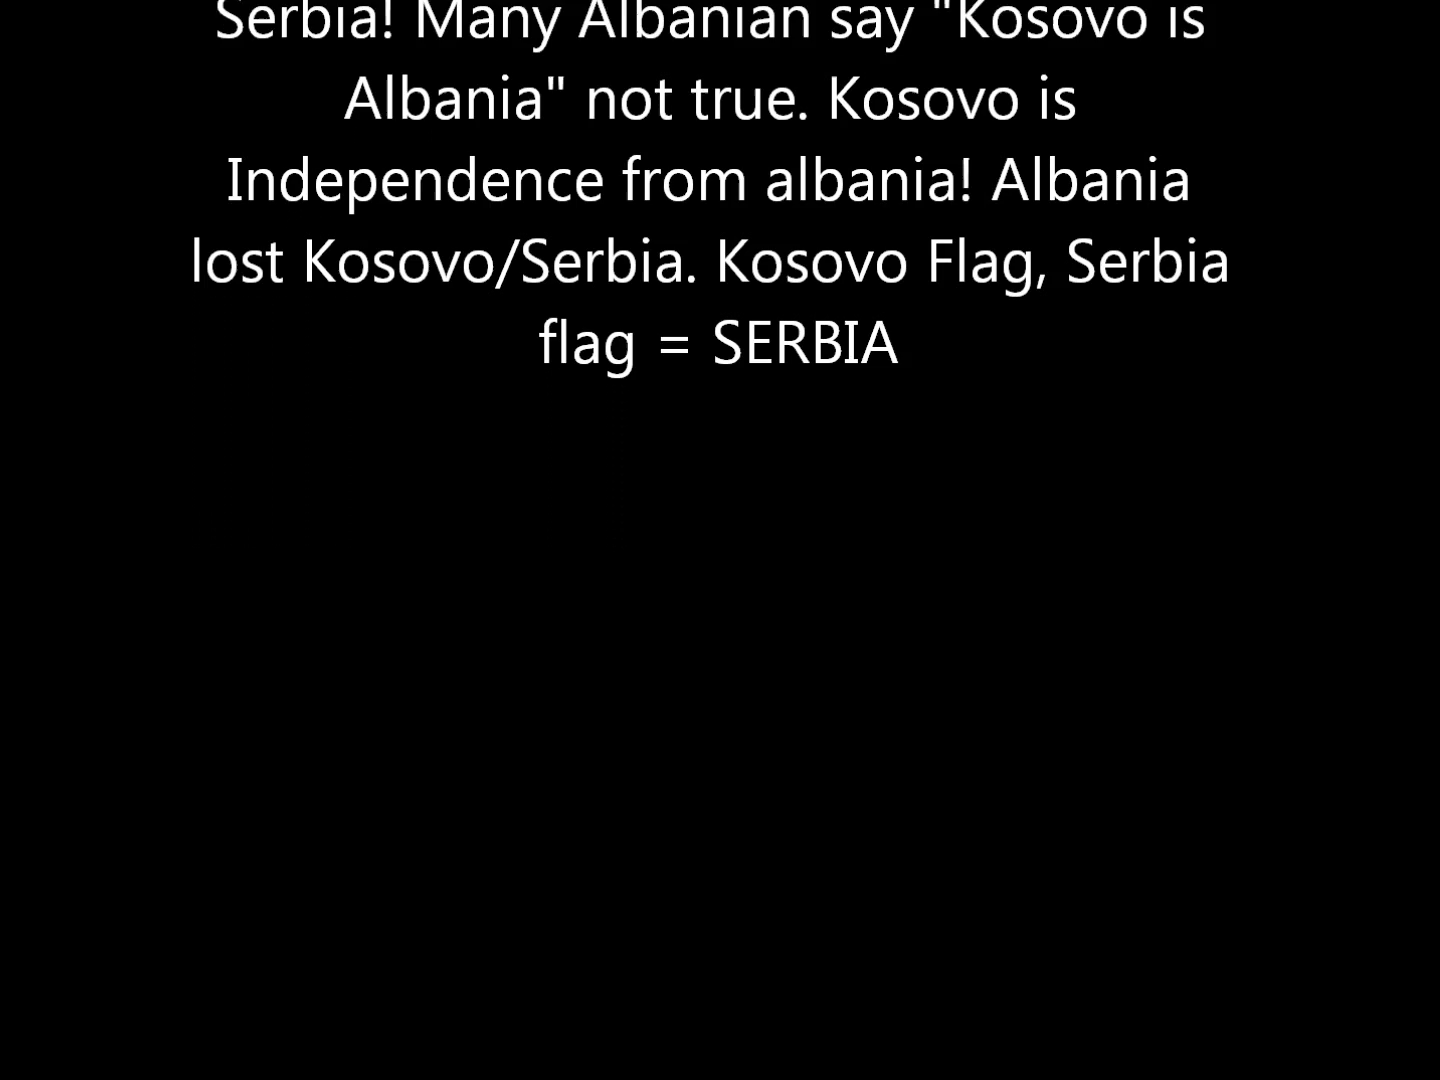 Serbia! Many Albanian say "Kosovo is
Albania" not true. Kosovo is
Independence from albania! Albania
lost Kosovo/Serbia. Kosovo Flag, Serbia
flag = SERBIA